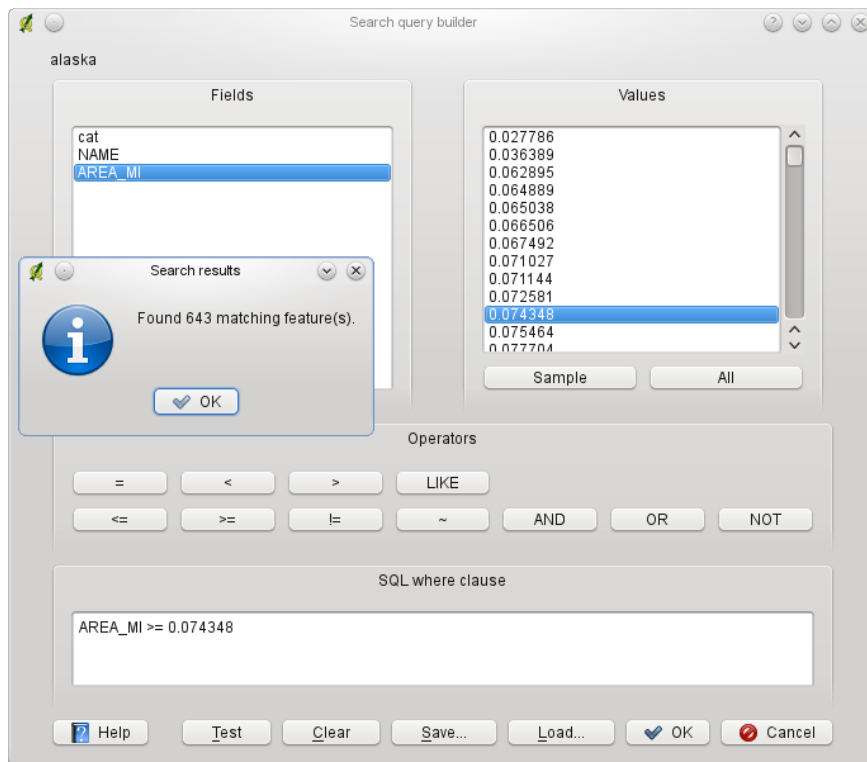 Search query builder
alaska
Fields
cat
NAME
AREA_MI
Values
0.027786
0.036389
0.062895
0.064889
0.065038
0.066506
0.067492
0.071027
0.071144
0.072581
0.074348
0.075464
0.077704
Sample All
Search results
Found 643 matching feature(s).
OK
Operators
= < > LIKE
<= >= != ~ AND OR NOT
SQL where clause
AREA_MI >= 0.074348
? Help Test Clear Save... Load... OK Cancel